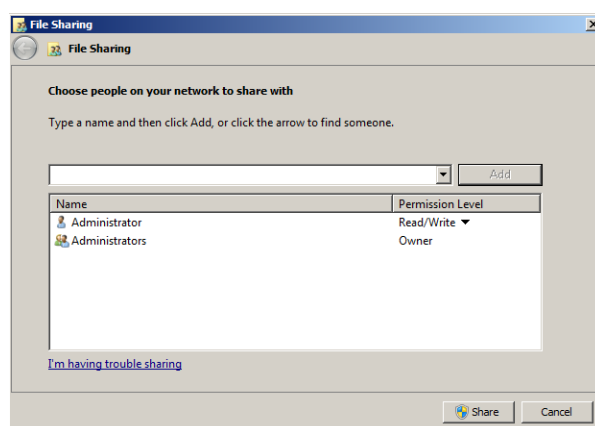 File Sharing
File Sharing
Choose people on your network to share with
Type a name and then click Add, or click the arrow to find someone.
Add
Name Permission Level
Administrator Read/Write
Administrators Owner
I'm having trouble sharing
Share Cancel